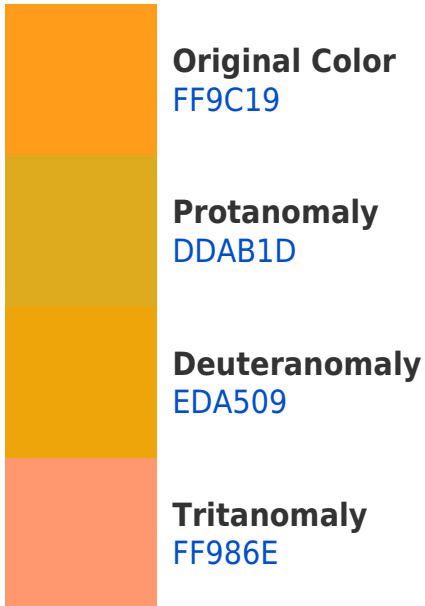 Original Color
FF9C19
Protanomaly
DDAB1D
Deuteranomaly
EDA509
Tritanomaly
FF986E